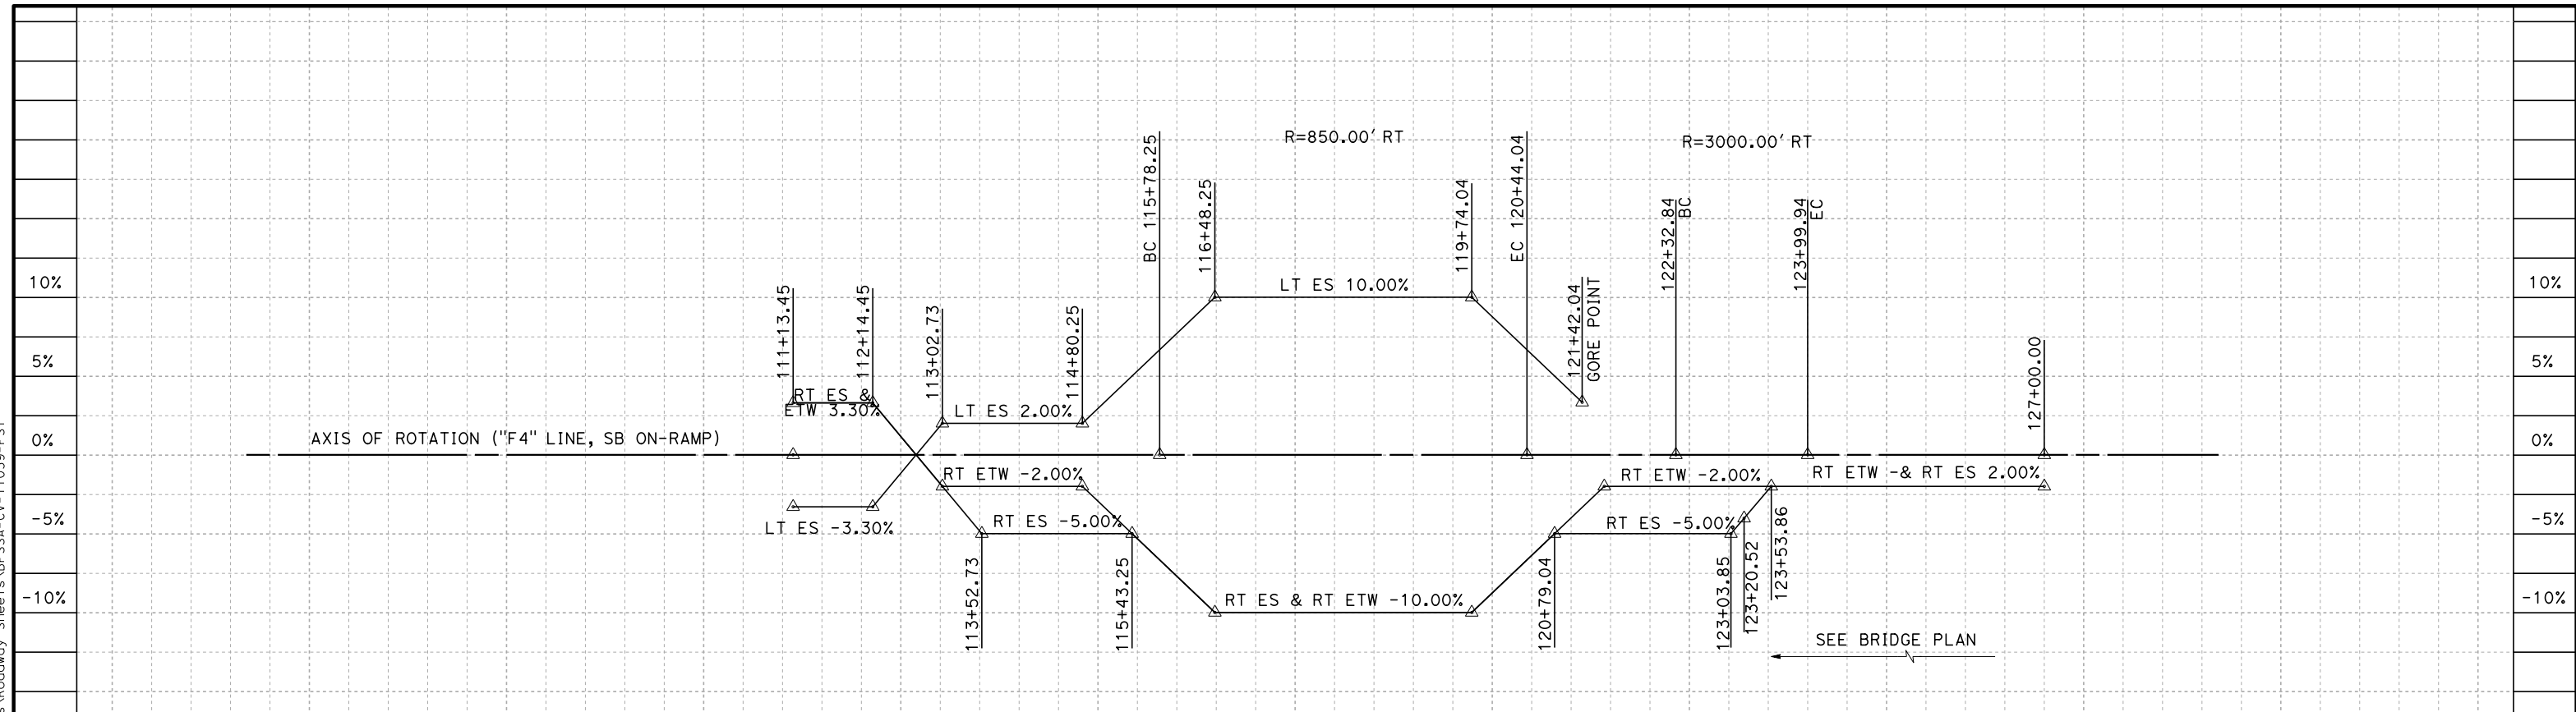 R=850.00' RT
R=3000.00' RT
BC 115+78.25
116+48.25
119+74.04
EC 120+44.04
122+32.84
BC
123+99.94
EC
10%
10%
111+13.45
112+14.45
113+02.73
114+80.25
LT ES 10.00%
121+42.04
GORE POINT
127+00.00
5%
5%
RT ES &
ETW 3.30%
LT ES 2.00%
0%
AXIS OF ROTATION ("F4" LINE, SB ON-RAMP)
0%
RT ETW -2.00%
RT ETW -2.00%
RT ETW -& RT ES 2.00%
-5%
LT ES -3.30%
RT ES -5.00%
RT ES -5.00%
-5%
113+52.73
115+43.25
120+79.04
123+03.85
123+20.52
123+53.86
-10%
RT ES & RT ETW -10.00%
-10%
SEE BRIDGE PLAN